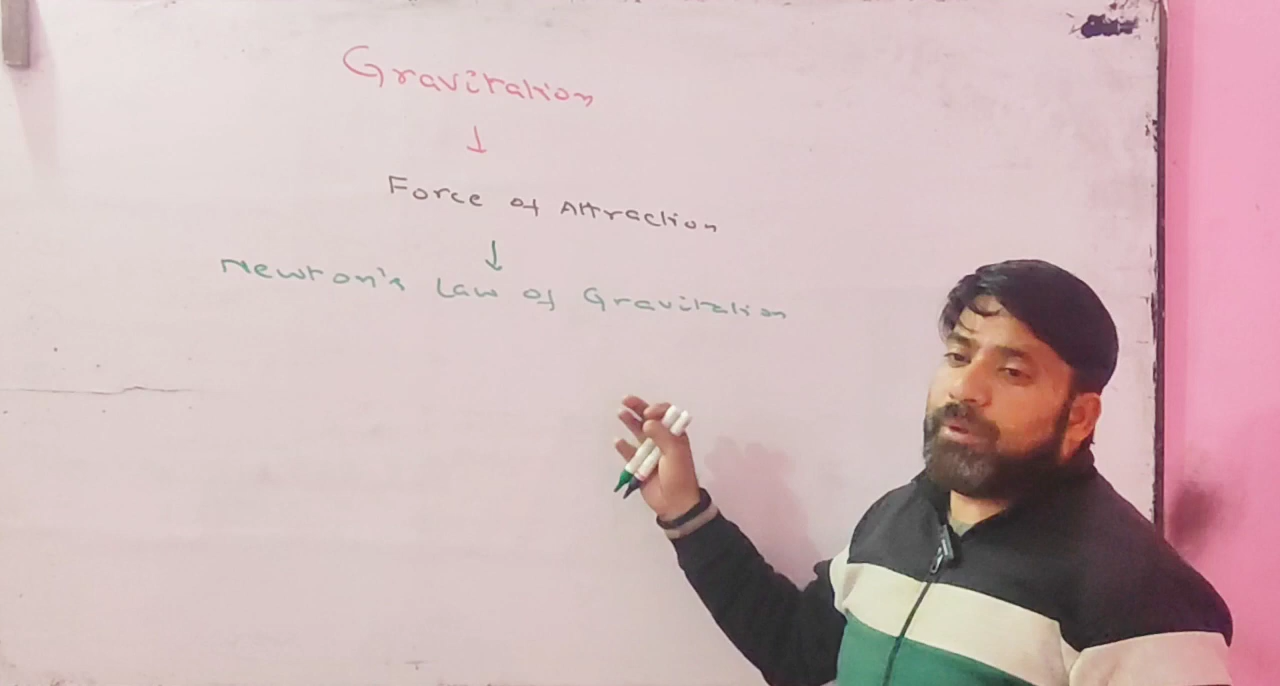 Gravitation
↓
Force of Attraction
↓
Newton's Law of Gravitation